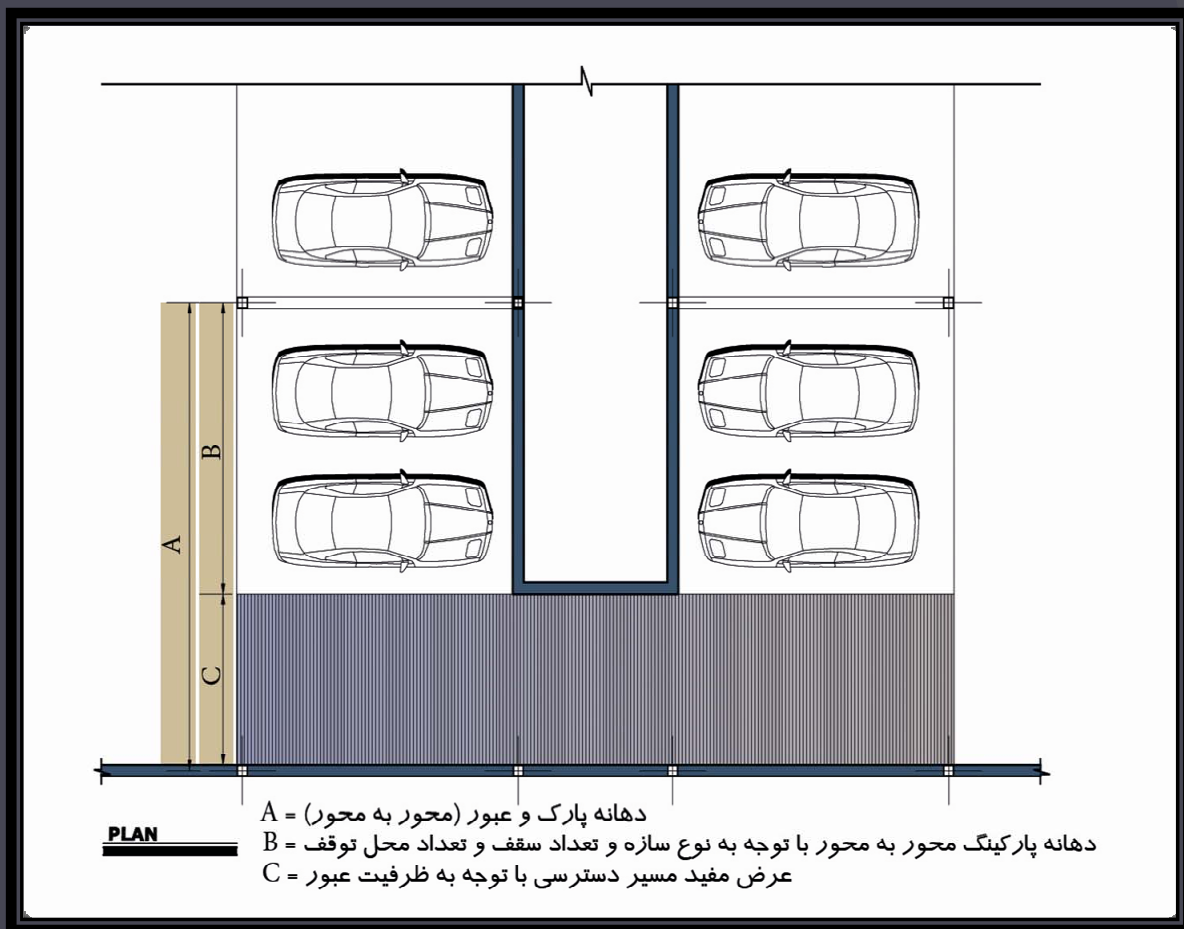 A
B
C
PLAN
A = دهانه پارک و عبور (محور به محور)
B = دهانه پارکینگ محور به محور با توجه به نوع سازه و تعداد سقف و تعداد محل توقف
C = عرض مفید مسیر دسترسی با توجه به ظرفیت عبور